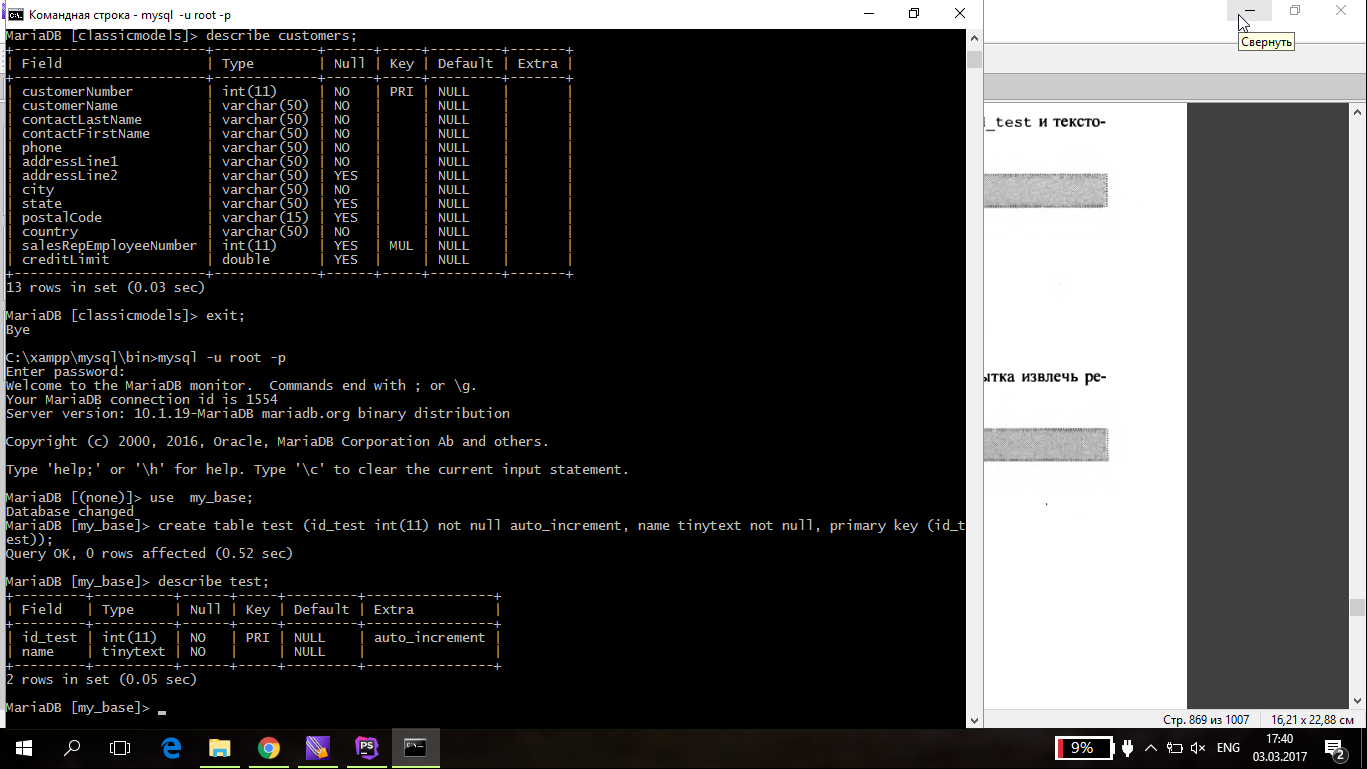 Командная строка - mysql -u root -p
MariaDB [classicmodels]> describe customers;
+-----------------------+-------------+------+-----+---------+-------+
| Field | Type | Null | Key | Default | Extra |
+-----------------------+-------------+------+-----+---------+-------+
| customerNumber | int(11) | NO | PRI | NULL | |
| customerName | varchar(50) | NO | | NULL | |
| contactLastName | varchar(50) | NO | | NULL | |
| contactFirstName | varchar(50) | NO | | NULL | |
| phone | varchar(50) | NO | | NULL | |
| addressLine1 | varchar(50) | NO | | NULL | |
| addressLine2 | varchar(50) | YES | | NULL | |
| city | varchar(50) | NO | | NULL | |
| state | varchar(50) | YES | | NULL | |
| postalCode | varchar(15) | YES | | NULL | |
| country | varchar(50) | NO | | NULL | |
| salesRepEmployeeNumber | int(11) | YES | MUL | NULL | |
| creditLimit | double | YES | | NULL | |
+-----------------------+-------------+------+-----+---------+-------+
13 rows in set (0.03 sec)
MariaDB [classicmodels]> exit;
Bye
C:\xampp\mysql\bin>mysql -u root -p
Enter password:
Welcome to the MariaDB monitor.  Commands end with ; or \g.
Your MariaDB connection id is 1554
Server version: 10.1.19-MariaDB mariadb.org binary distribution
Copyright (c) 2000, 2016, Oracle, MariaDB Corporation Ab and others.
Type 'help;' or '\h' for help. Type '\c' to clear the current input statement.
MariaDB [(none)]> use  my_base;
Database changed
MariaDB [my_base]> create table test (id_test int(11) not null auto_increment, name tinytext not null, primary key (id_t
est));
Query OK, 0 rows affected (0.52 sec)
MariaDB [my_base]> describe test;
+---------+----------+------+-----+---------+----------------+
| Field | Type | Null | Key | Default | Extra |
+---------+----------+------+-----+---------+----------------+
| id_test | int(11) | NO | PRI | NULL | auto_increment |
| name | tinytext | NO | | NULL | |
+---------+----------+------+-----+---------+----------------+
2 rows in set (0.05 sec)
MariaDB [my_base]> _
Свернуть
_test и тексто-
ытка извлечь ре-
Стр. 869 из 1007
16,21 x 22,88 см
PS
9%
ENG
17:40
03.03.2017
2